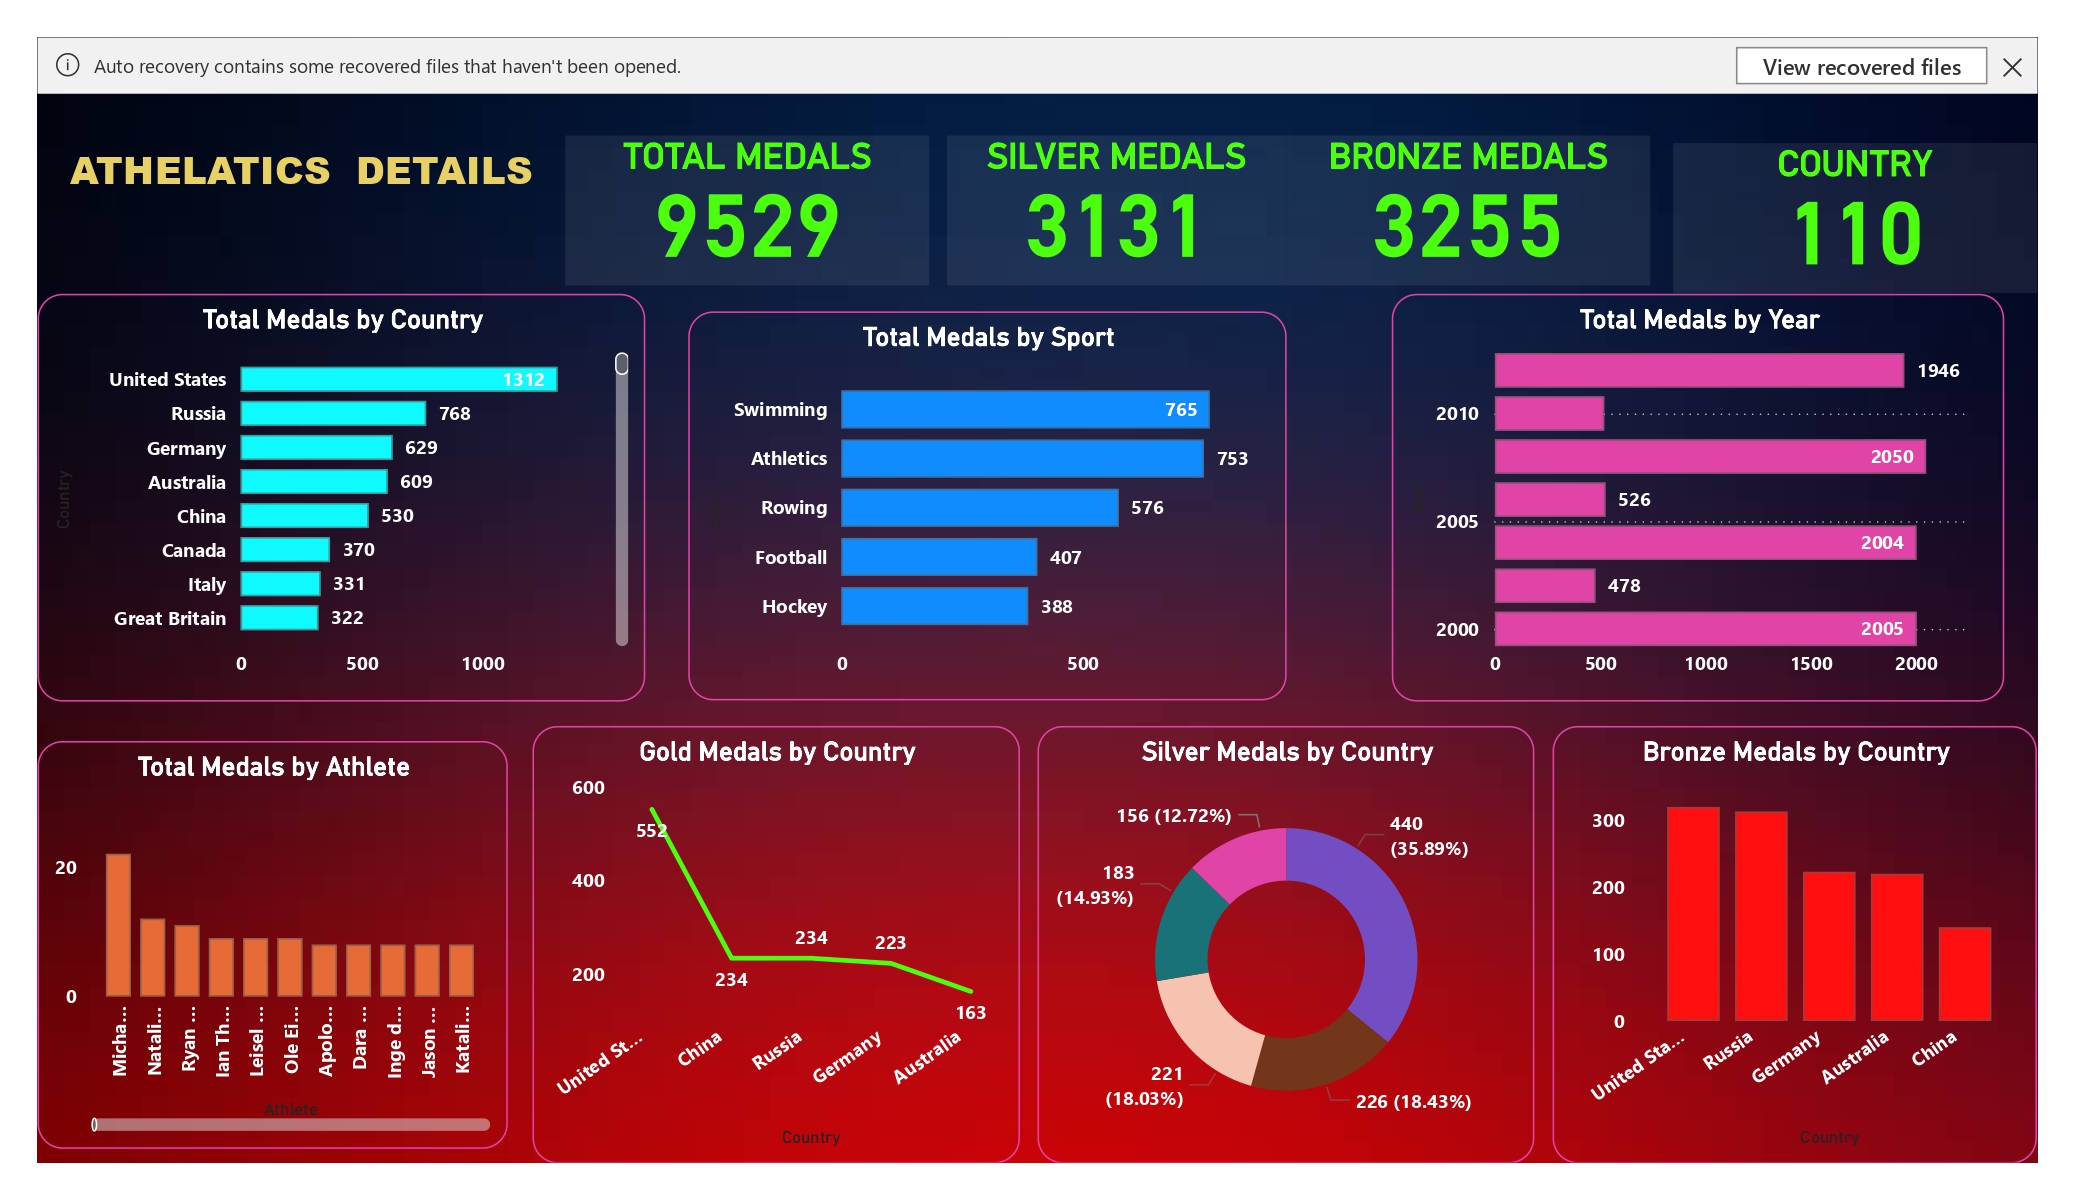 Auto recovery contains some recovered files that haven't been opened.
View recovered files
ATHELATICS DETAILS
TOTAL MEDALS
9529
SILVER MEDALS
3131
BRONZE MEDALS
3255
COUNTRY
110
Total Medals by Country
Country
United States
1312
Russia
768
Germany
629
Australia
609
China
530
Canada
370
Italy
331
Great Britain
322
0
500
1000
Total Medals by Sport
Swimming
765
Athletics
753
Rowing
576
Football
407
Hockey
388
0
500
Total Medals by Year
1946
2010
2050
526
2005
2004
478
2000
2005
0
500
1000
1500
2000
Total Medals by Athlete
20
0
Micha...
Natali...
Ryan ...
Ian Th...
Leisel ...
Ole Ei...
Apolo...
Dara ...
Inge d...
Jason ...
Katali...
Athlete
Gold Medals by Country
600
400
200
552
234
234
223
163
United St...
China
Russia
Germany
Australia
Country
Silver Medals by Country
156 (12.72%)
440
(35.89%)
183
(14.93%)
221
(18.03%)
226 (18.43%)
Bronze Medals by Country
300
200
100
0
United Sta...
Russia
Germany
Australia
China
Country